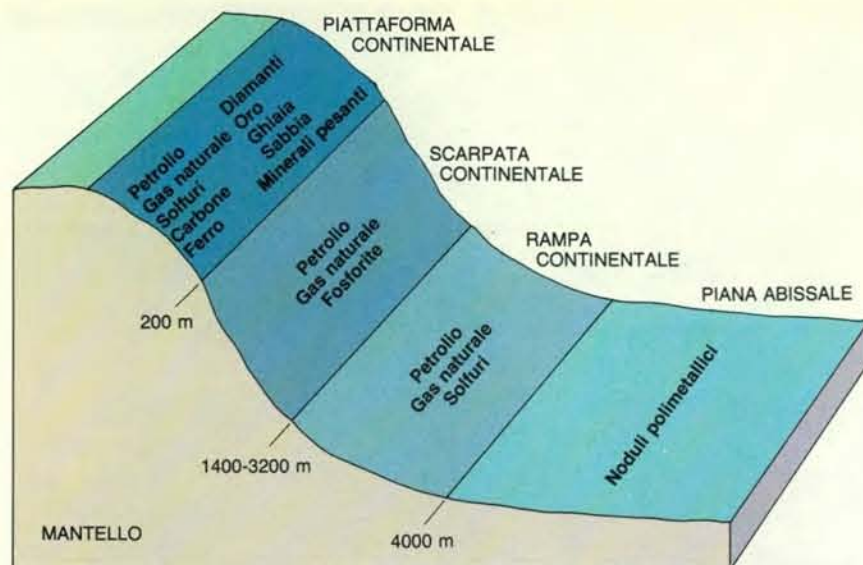 PIATTAFORMA
CONTINENTALE
Petrolio
Gas naturale
Solfuri
Carbone
Ferro
Diamanti
Oro
Ghiaia
Sabbia
Minerali pesanti
SCARPATA
CONTINENTALE
Petrolio
Gas naturale
Fosforite
RAMPA
CONTINENTALE
Petrolio
Gas naturale
Solfuri
PIANA ABISSALE
Noduli polimetallici
200 m
1400-3200 m
4000 m
MANTELLO